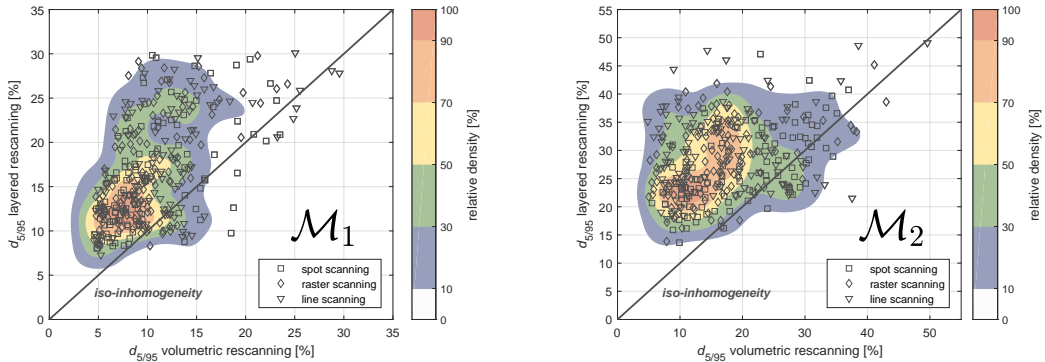 35
30
25
20
15
10
5
0
d5/95 layered rescanning [%]
0 5 10 15 20 25 30 35
d5/95 volumetric rescanning [%]
M1
iso-inhomogeneity
spot scanning
raster scanning
line scanning
100
90
70
50
30
10
0
relative density [%]
55
50
45
40
35
30
25
20
15
10
5
0
d5/95 layered rescanning [%]
0 10 20 30 40 50
d5/95 volumetric rescanning [%]
M2
iso-inhomogeneity
spot scanning
raster scanning
line scanning
100
90
70
50
30
10
0
relative density [%]